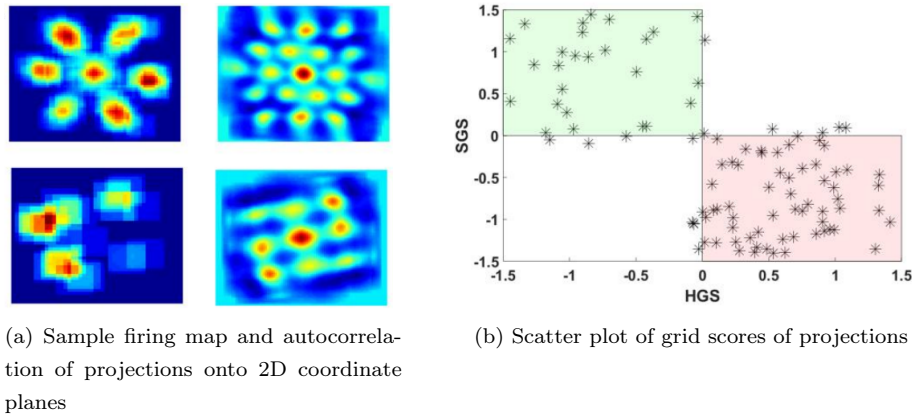 1.5
1
0.5
0
-0.5
-1
-1.5
SGS
-1.5 -1 -0.5 0 0.5 1 1.5
HGS
(a) Sample firing map and autocorrela-
tion of projections onto 2D coordinate
planes
(b) Scatter plot of grid scores of projections